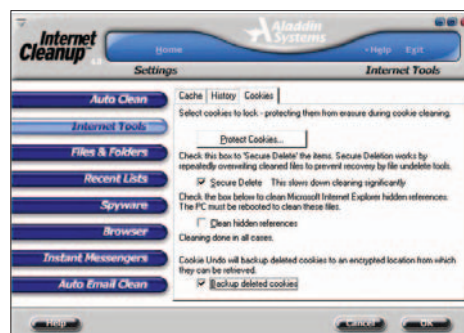 Internet
Cleanup 4.0
Aladdin
Systems
Home
Help Exit
Settings
Internet Tools
Auto Clean
Internet Tools
Files & Folders
Recent Lists
Spyware
Browser
Instant Messengers
Auto Email Clean
Cache History Cookies
Select cookies to lock - protecting them from erasure during cookie cleaning.
Protect Cookies...
Check this box to 'Secure Delete' the items. Secure Deletion works by
repeatedly overwriting cleaned files to prevent recovery by file undelete tools.
Secure Delete This slows down cleaning significantly
Check the box below to clean Microsoft Internet Explorer hidden references.
The PC must be rebooted to clean these files.
Clean hidden references
Cleaning done in all cases.
Cookie Undo will backup deleted cookies to an encrypted location from which
they can be retrieved.
Backup deleted cookies
Help
Cancel
OK